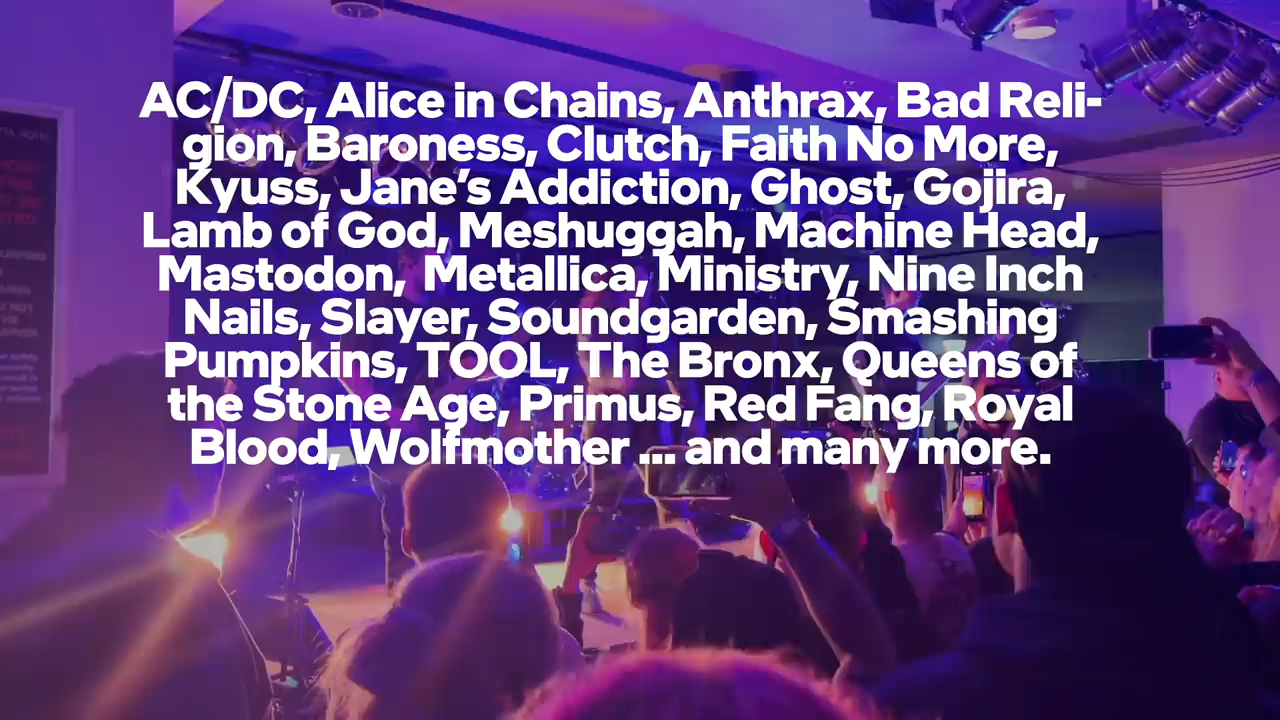 AC/DC, Alice in Chains, Anthrax, Bad Reli-
gion, Baroness, Clutch, Faith No More,
Kyuss, Jane’s Addiction, Ghost, Gojira,
Lamb of God, Meshuggah, Machine Head,
Mastodon,  Metallica, Ministry, Nine Inch
Nails, Slayer, Soundgarden, Smashing
Pumpkins, TOOL, The Bronx, Queens of
the Stone Age, Primus, Red Fang, Royal
Blood, Wolfmother ... and many more.